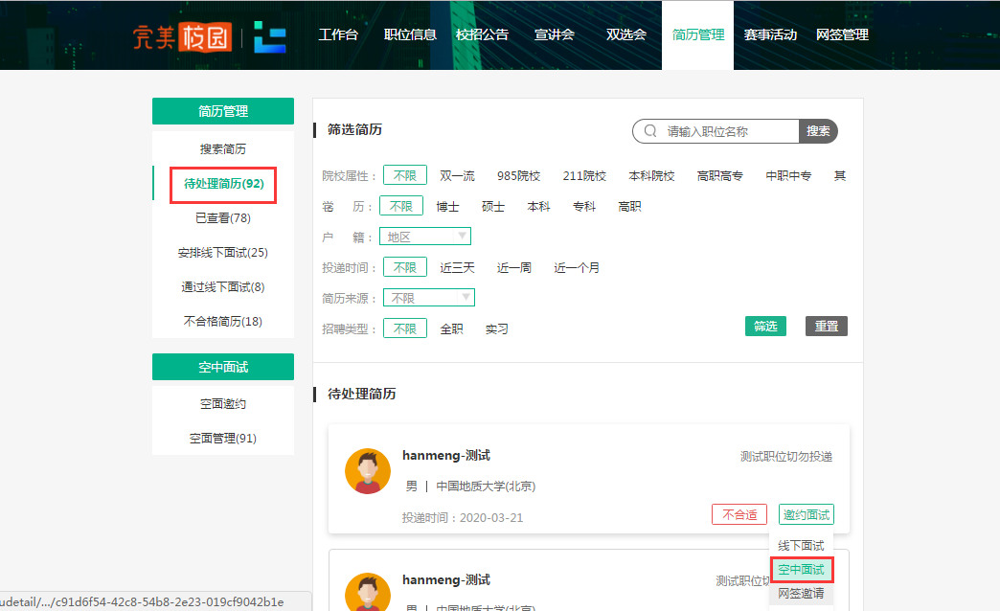 完美校园
工作台 职位信息 校招公告 宣讲会 双选会 简历管理 赛事活动 网签管理
简历管理
搜索简历
待处理简历(92)
已查看(78)
安排线下面试(25)
通过线下面试(8)
不合格简历(18)
空中面试
空面邀约
空面管理(91)
筛选简历
请输入职位名称 搜索
院校属性： 不限 双一流 985院校 211院校 本科院校 高职高专 中职中专 其
历： 不限 博士 硕士 本科 专科 高职
户 籍： 地区
投递时间： 不限 近三天 近一周 近一个月
简历来源： 不限
招聘类型： 不限 全职 实习
筛选 重置
待处理简历
hanmeng-测试 测试职位切勿投递
男 | 中国地质大学(北京)
投递时间：2020-03-21 不合适 邀约面试
线下面试
空中面试
网签邀请
hanmeng-测试 测试职位
男 | 中国地质大学(北京)
udetail/.../c91d6f54-42c8-54b8-2e23-019cf9042b1e